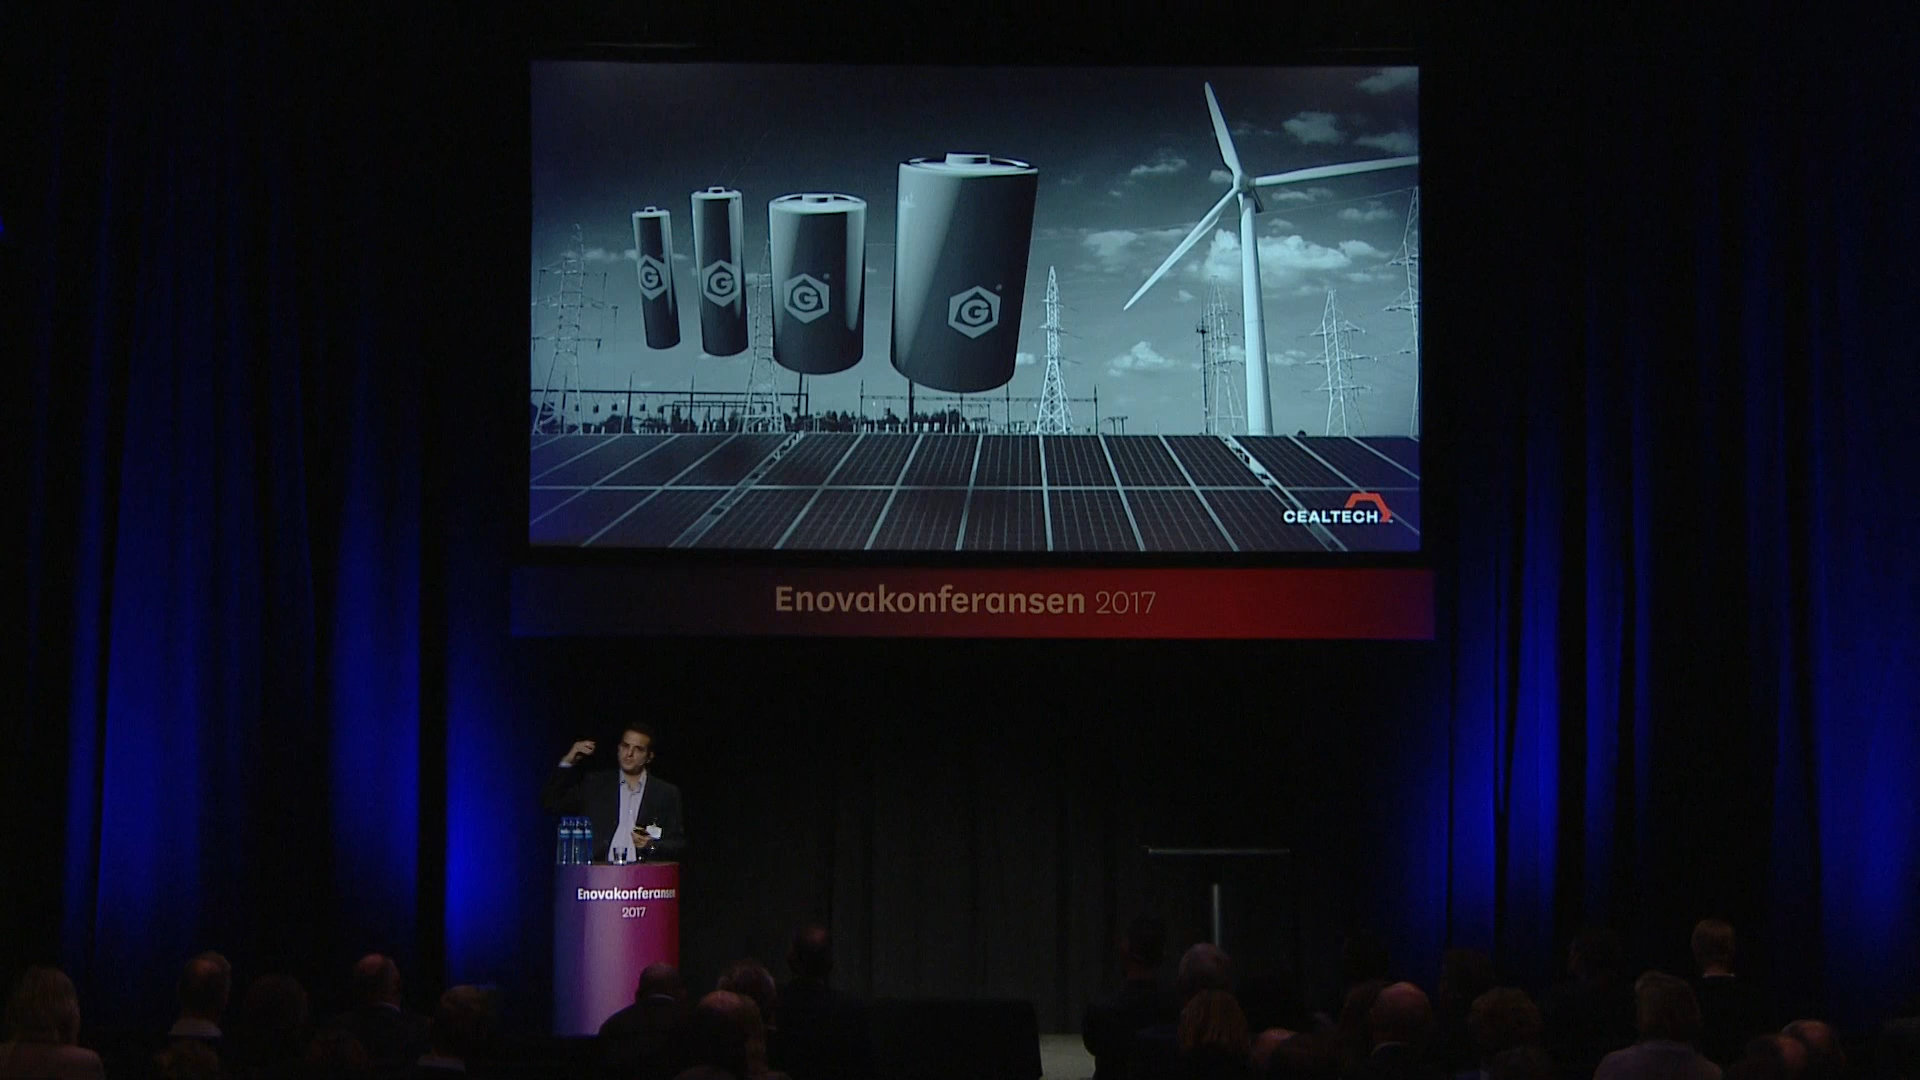 G
G
G
G
CEALTECH
Enovakonferansen 2017
Enovakonferansen
2017